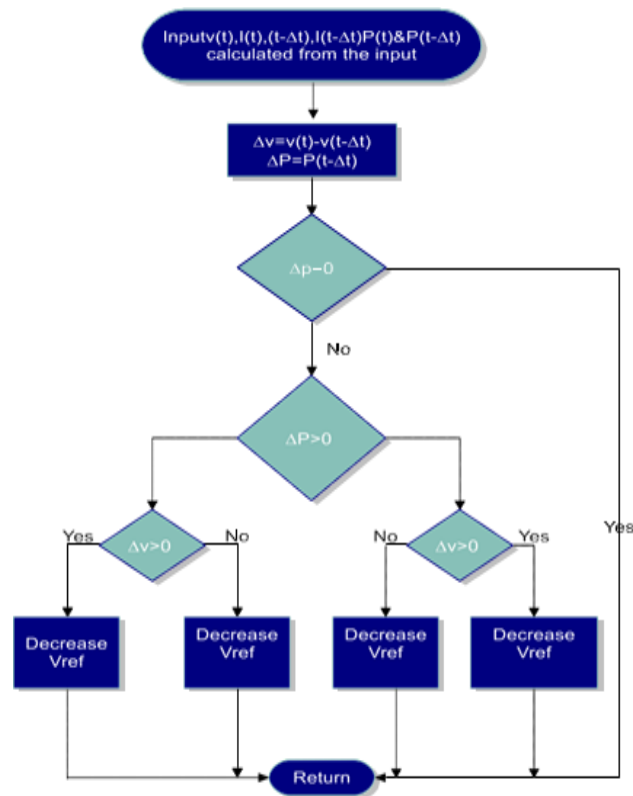 Inputv(t),I(t),(t-Δt),I(t-Δt)P(t)&P(t-Δt)
calculated from the input
Δv=v(t)-v(t-Δt)
ΔP=P(t-Δt)
Δp–0
No
ΔP>0
Yes
Δv>0
No
No
Δv>0
Yes
Yes
Decrease
Vref
Decrease
Vref
Decrease
Vref
Decrease
Vref
Return